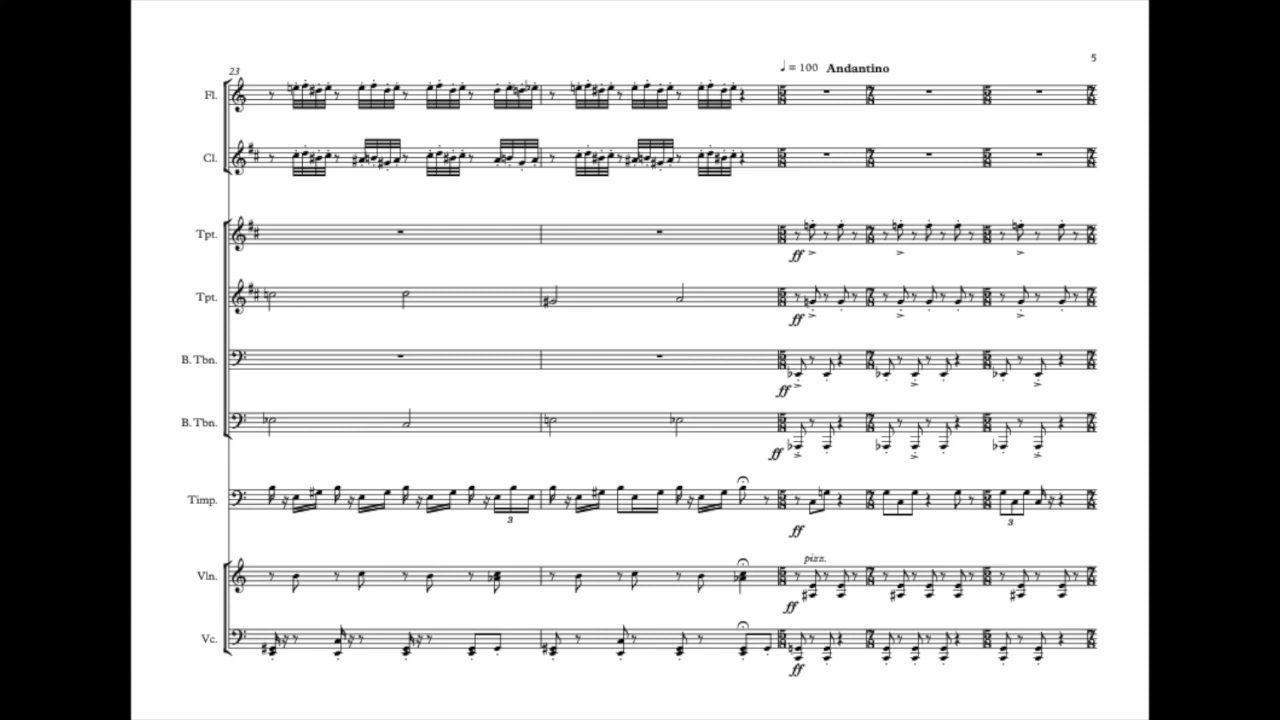 5
♩ = 100 Andantino
23
Fl.
Cl.
Tpt.
ff
Tpt.
ff
B. Tbn.
ff
B. Tbn.
ff
Timp.
3
3
ff
pizz.
Vln.
ff
Vc.
ff